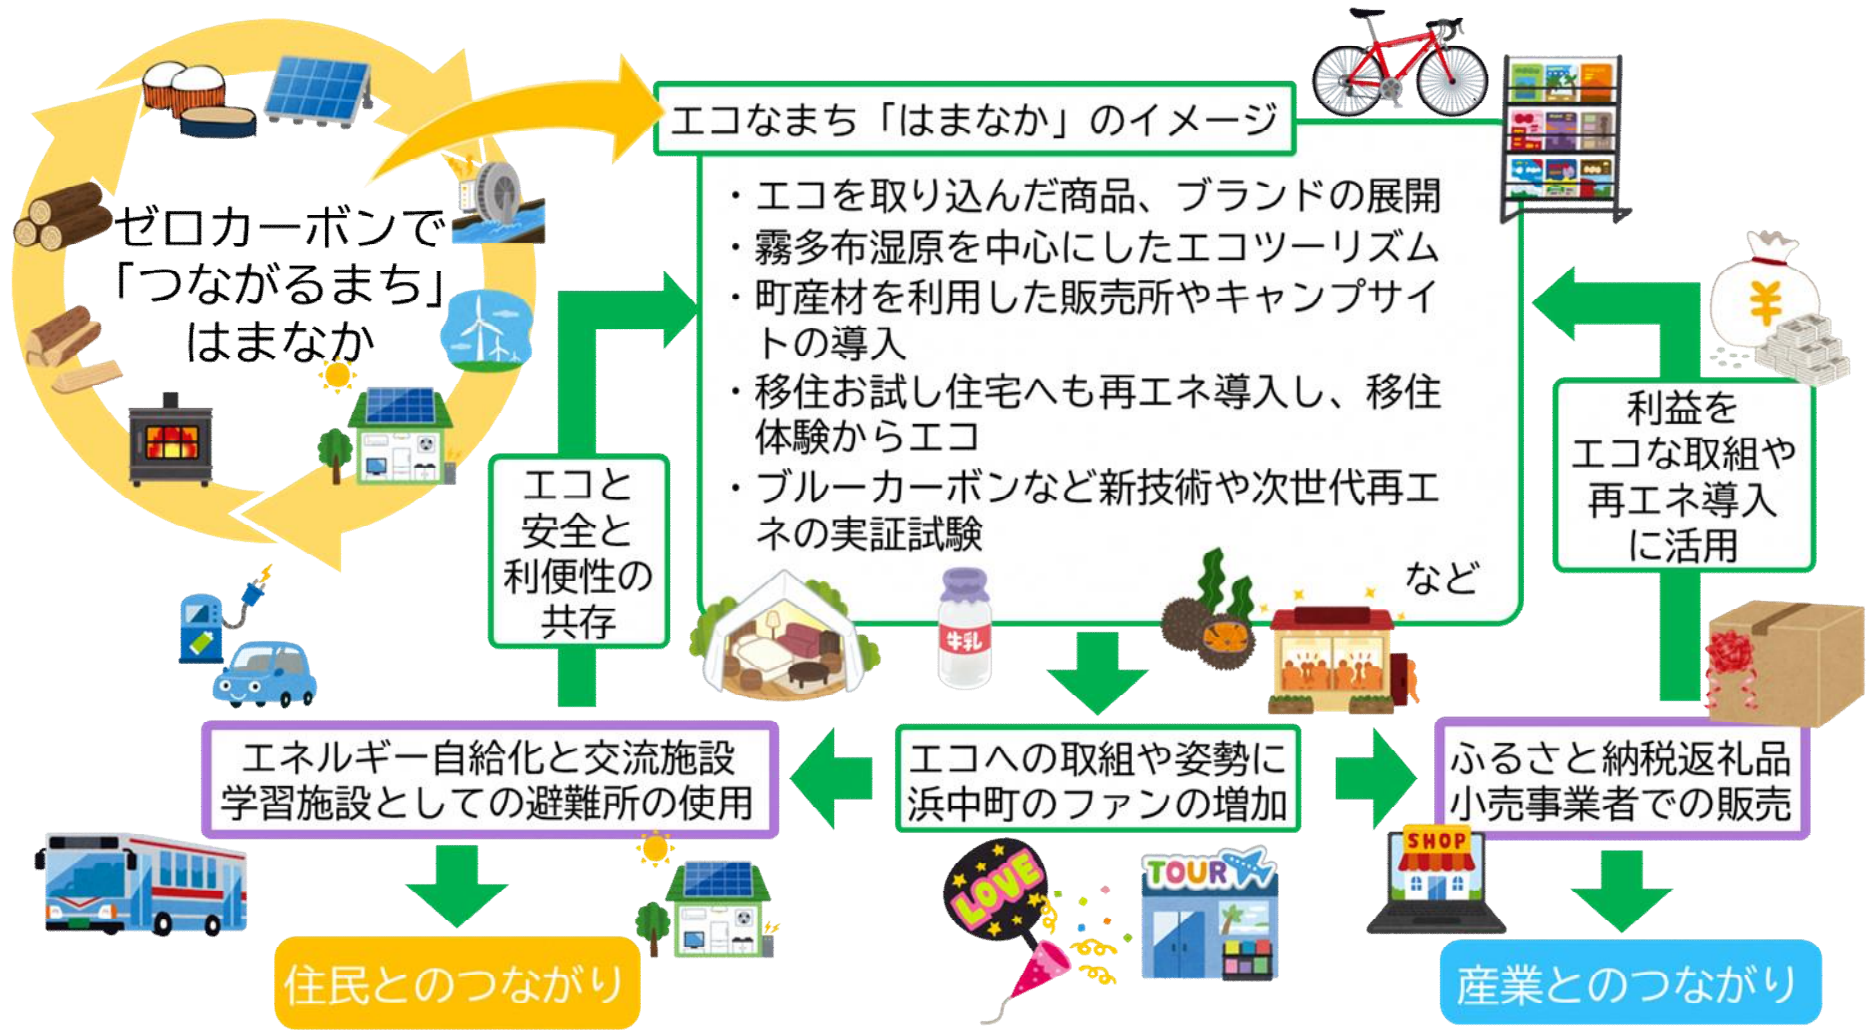 ゼロカーボンで
「つながるまち」
はまなか
エコなまち「はまなか」のイメージ
・エコを取り込んだ商品、ブランドの展開
・霧多布湿原を中心にしたエコツーリズム
・町産材を利用した販売所やキャンプサイ
トの導入
・移住お試し住宅へも再エネ導入し、移住
体験からエコ
・ブルーカーボンなど新技術や次世代再エ
ネの実証試験
など
牛乳
エコと
安全と
利便性の
共存
¥
利益を
エコな取組や
再エネ導入
に活用
エネルギー自給化と交流施設
学習施設としての避難所の使用
エコへの取組や姿勢に
浜中町のファンの増加
ふるさと納税返礼品
小売事業者での販売
LOVE
TOUR
SHOP
住民とのつながり
産業とのつながり